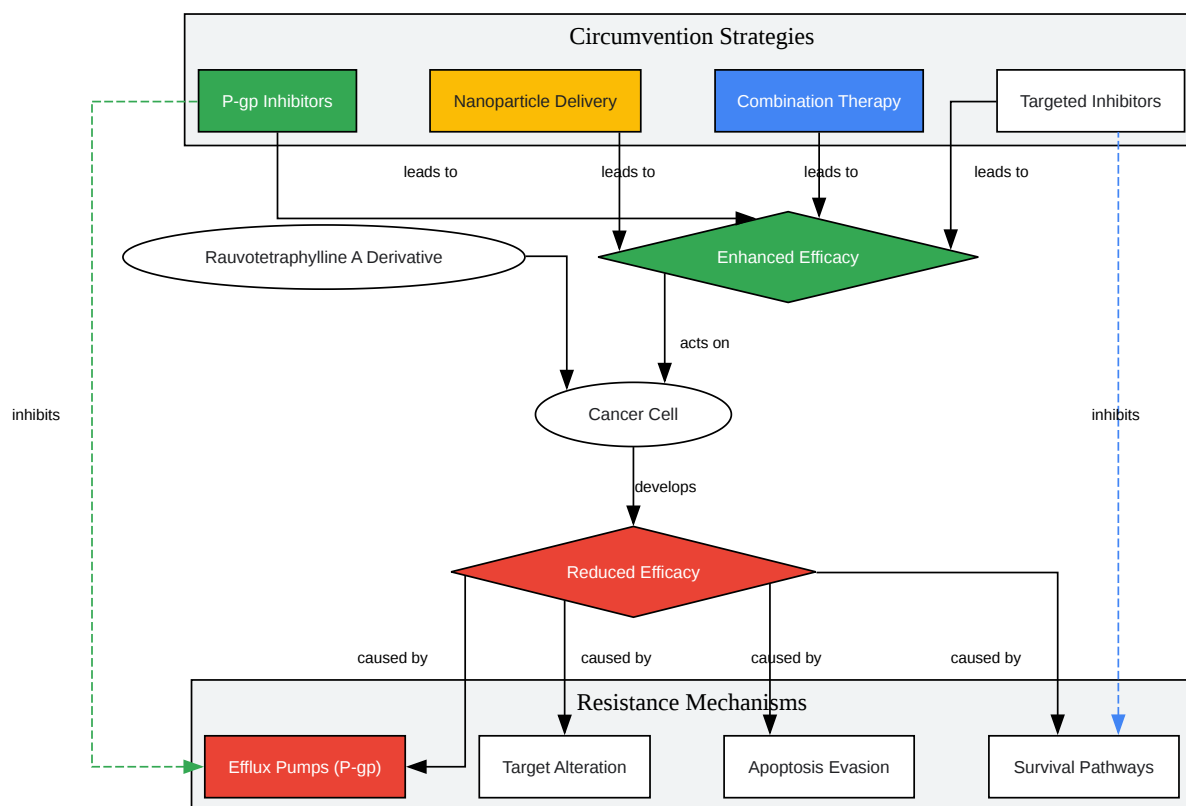 Circumvention Strategies
P-gp Inhibitors
Nanoparticle Delivery
Combination Therapy
Targeted Inhibitors
leads to
leads to
leads to
leads to
Rauvotetraphylline A Derivative
Enhanced Efficacy
acts on
Cancer Cell
inhibits
inhibits
develops
Reduced Efficacy
caused by
caused by
caused by
caused by
Resistance Mechanisms
Efflux Pumps (P-gp)
Target Alteration
Apoptosis Evasion
Survival Pathways